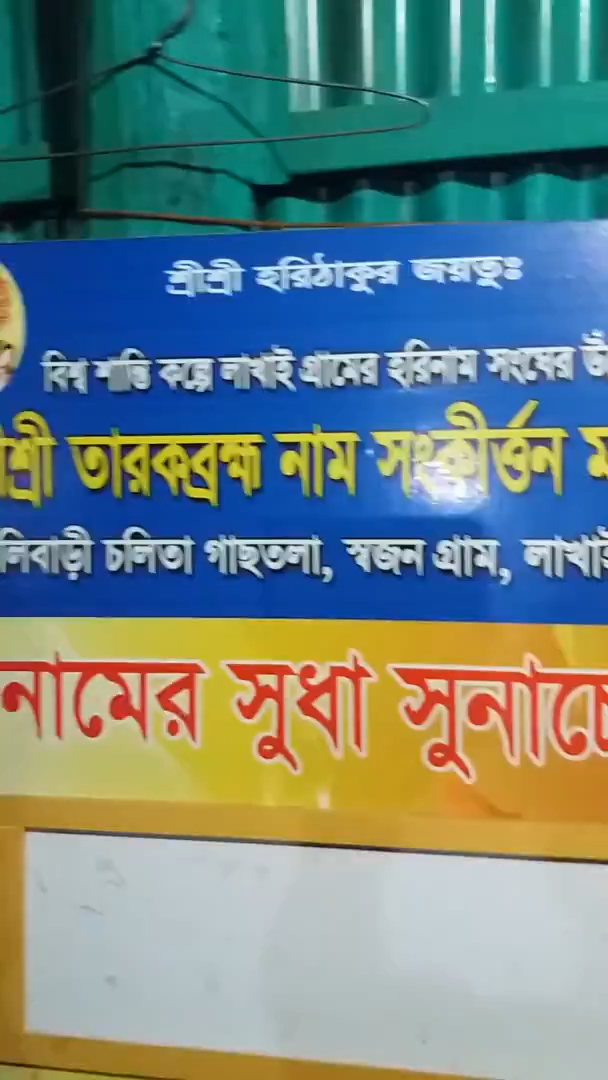 শ্রীশ্রী হরিঠাকুর জয়তুঃ
বিশ্ব শান্তি কল্পে লাখাই গ্রামের হরিনাম সংঘের
শ্রী তারকব্রহ্ম নাম সংকীর্ত্তন
চলিতা গাছতলা, স্বজন গ্রাম, লাখাই
নামের সুধা সুনাচে